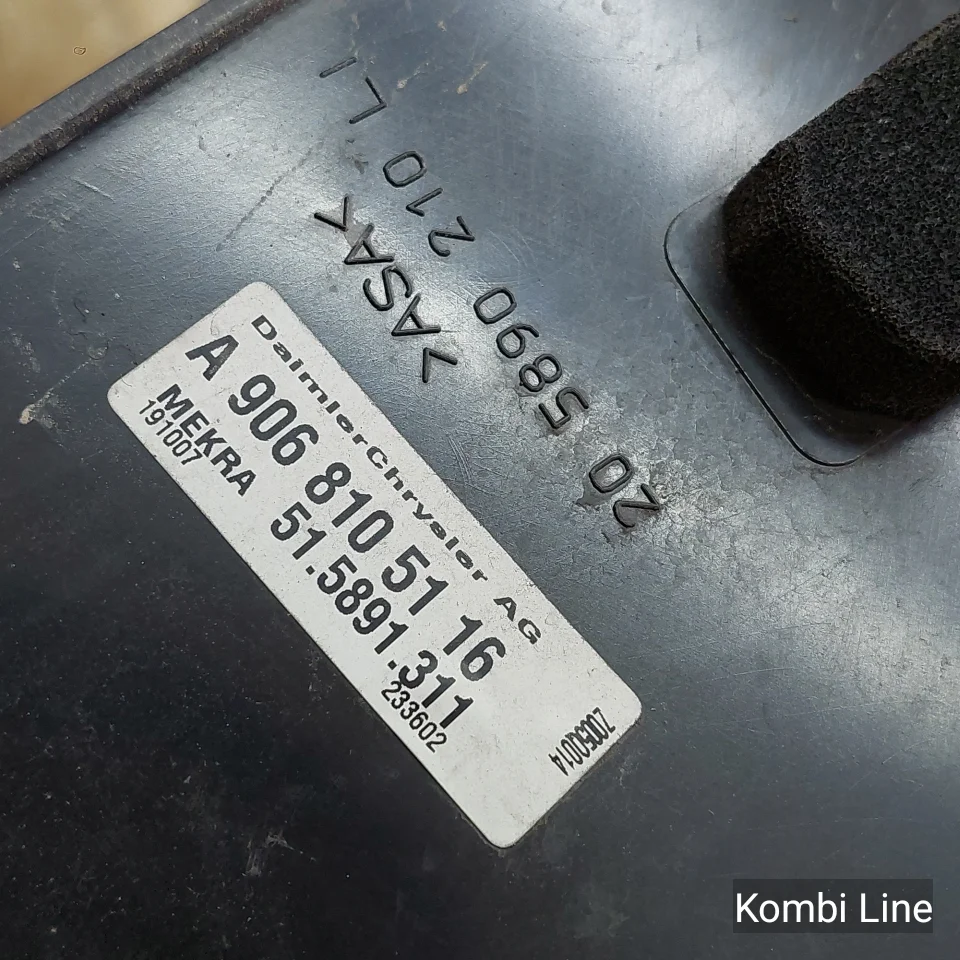 DaimlerChrysler AG
A 906 810 51 16
MEKRA 51.5891.311
191007 233602
>ASA<
20 5890 210 L1
Kombi Line